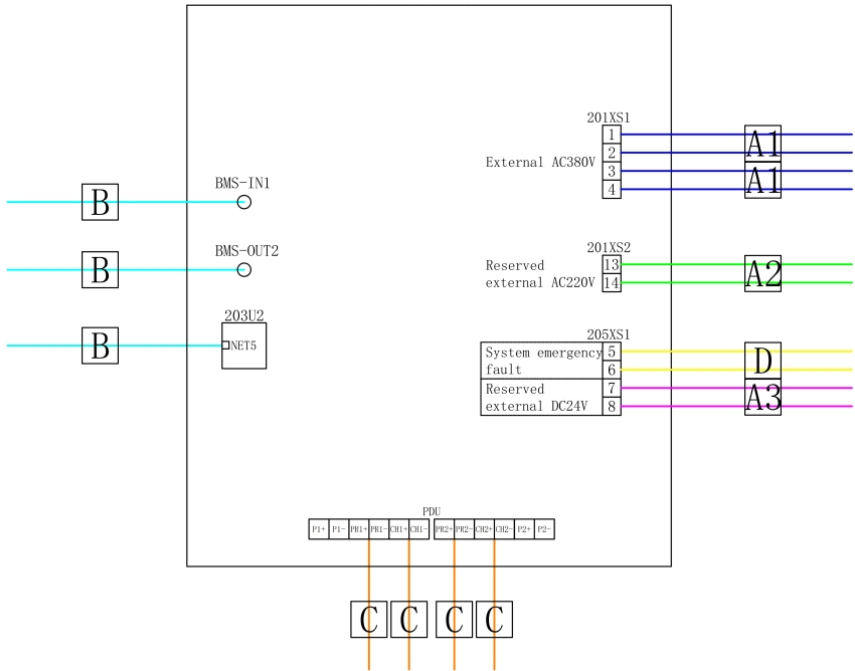 201XS1
External AC380V
1
2
3
4
A1
A1
BMS-IN1
B
BMS-OUT2
B
203U2
NET5
B
201XS2
Reserved
external AC220V
13
14
A2
205XS1
System emergency
fault
5
6
D
Reserved
external DC24V
7
8
A3
PDU
P1+ P1- PR1+ PR1- CH1+ CH1- PR2+ PR2- CH2+ CH2- P2+ P2-
C C C C